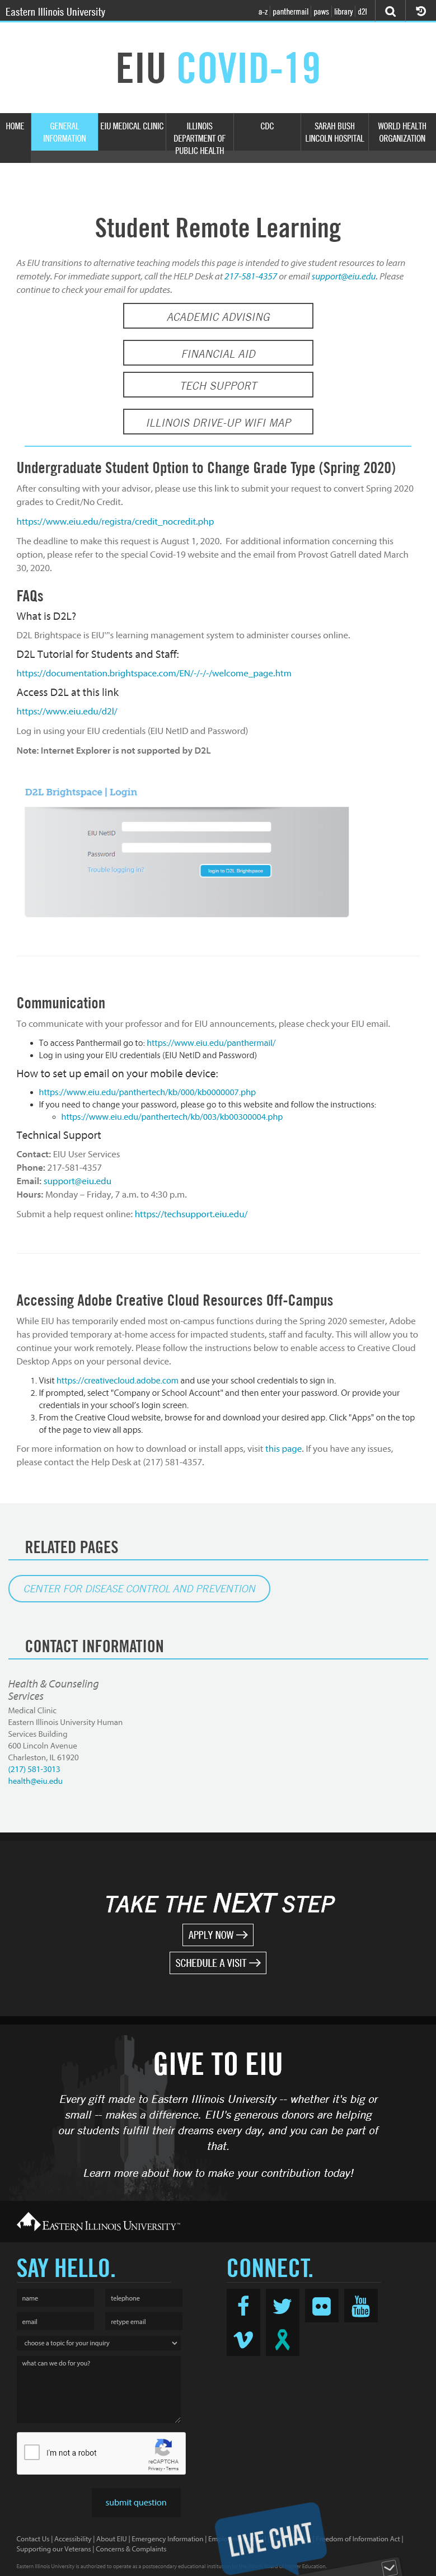 Eastern Illinois University
a-z panthermail paws library d2l
EIU COVID-19
HOME
GENERAL
INFORMATION
EIU MEDICAL CLINIC
ILLINOIS
DEPARTMENT OF
PUBLIC HEALTH
CDC
SARAH BUSH
LINCOLN HOSPITAL
WORLD HEALTH
ORGANIZATION
Student Remote Learning
As EIU transitions to alternative teaching models this page is intended to give student resources to learn
remotely. For immediate support, call the HELP Desk at 217-581-4357 or email support@eiu.edu. Please
continue to check your email for updates.
ACADEMIC ADVISING
FINANCIAL AID
TECH SUPPORT
ILLINOIS DRIVE-UP WIFI MAP
Undergraduate Student Option to Change Grade Type (Spring 2020)
After consulting with your advisor, please use this link to submit your request to convert Spring 2020
grades to Credit/No Credit.
https://www.eiu.edu/registra/credit_nocredit.php
The deadline to make this request is August 1, 2020. For additional information concerning this
option, please refer to the special Covid-19 website and the email from Provost Gatrell dated March
30, 2020.
FAQs
What is D2L?
D2L Brightspace is EIU'"s learning management system to administer courses online.
D2L Tutorial for Students and Staff:
https://documentation.brightspace.com/EN/-/-/-/welcome_page.htm
Access D2L at this link
https://www.eiu.edu/d2l/
Log in using your EIU credentials (EIU NetID and Password)
Note: Internet Explorer is not supported by D2L
D2L Brightspace | Login
EIU NetID
Password
Trouble logging in?
login to D2L Brightspace
Communication
To communicate with your professor and for EIU announcements, please check your EIU email.
• To access Panthermail go to: https://www.eiu.edu/panthermail/
• Log in using your EIU credentials (EIU NetID and Password)
How to set up email on your mobile device:
• https://www.eiu.edu/panthertech/kb/000/kb0000007.php
• If you need to change your password, please go to this website and follow the instructions:
◦ https://www.eiu.edu/panthertech/kb/003/kb00300004.php
Technical Support
Contact: EIU User Services
Phone: 217-581-4357
Email: support@eiu.edu
Hours: Monday – Friday, 7 a.m. to 4:30 p.m.
Submit a help request online: https://techsupport.eiu.edu/
Accessing Adobe Creative Cloud Resources Off-Campus
While EIU has temporarily ended most on-campus functions during the Spring 2020 semester, Adobe
has provided temporary at-home access for impacted students, staff and faculty. This will allow you to
continue your work remotely. Please follow the instructions below to enable access to Creative Cloud
Desktop Apps on your personal device.
1. Visit https://creativecloud.adobe.com and use your school credentials to sign in.
2. If prompted, select "Company or School Account" and then enter your password. Or provide your
credentials in your school's login screen.
3. From the Creative Cloud website, browse for and download your desired app. Click "Apps" on the top
of the page to view all apps.
For more information on how to download or install apps, visit this page. If you have any issues,
please contact the Help Desk at (217) 581-4357.
RELATED PAGES
CENTER FOR DISEASE CONTROL AND PREVENTION
CONTACT INFORMATION
Health & Counseling
Services
Medical Clinic
Eastern Illinois University Human
Services Building
600 Lincoln Avenue
Charleston, IL 61920
(217) 581-3013
health@eiu.edu
TAKE THE NEXT STEP
APPLY NOW →
SCHEDULE A VISIT →
GIVE TO EIU
Every gift made to Eastern Illinois University -- whether it's big or
small -- makes a difference. EIU's generous donors are helping
our students fulfill their dreams every day, and you can be part of
that.
Learn more about how to make your contribution today!
EASTERN ILLINOIS UNIVERSITY™
SAY HELLO.
name
telephone
email
retype email
choose a topic for your inquiry
what can we do for you?
I'm not a robot
reCAPTCHA
Privacy - Terms
submit question
CONNECT.
You
Tube
Contact Us | Accessibility | About EIU | Emergency Information | Em
Freedom of Information Act |
Supporting our Veterans | Concerns & Complaints
LIVE CHAT
Eastern Illinois University is authorized to operate as a postsecondary educational